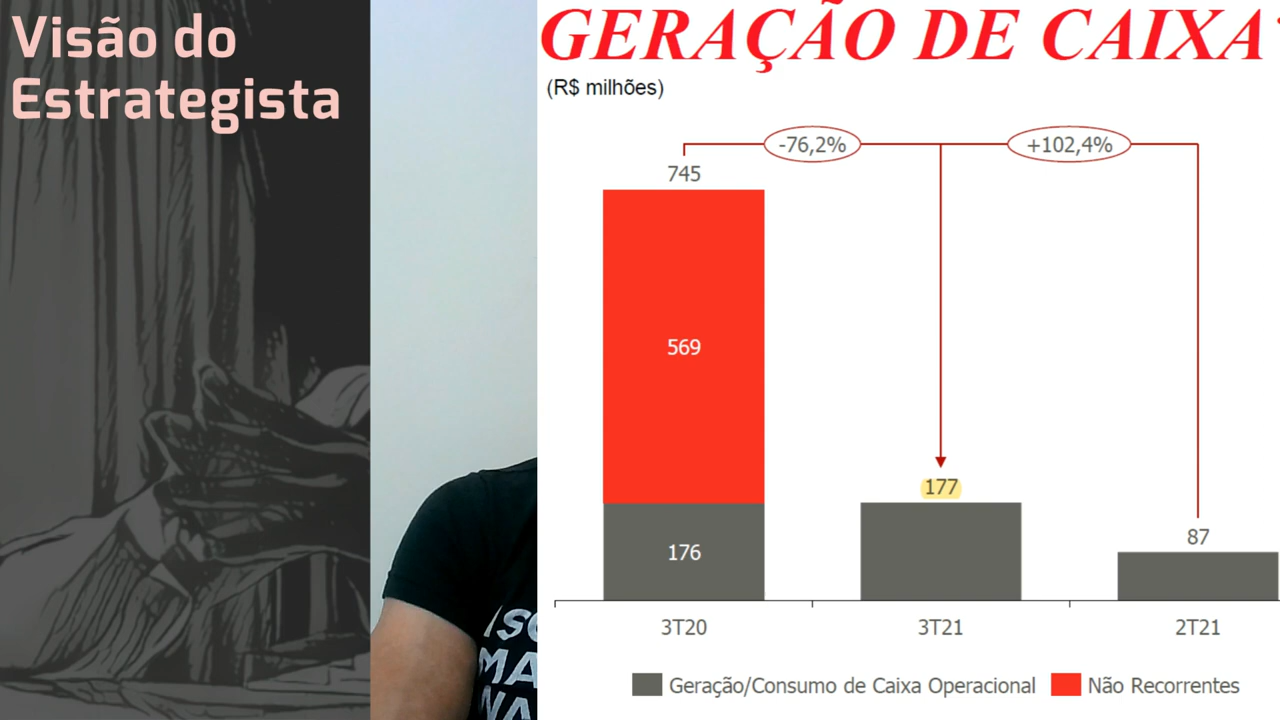 Visão do
Estrategista
GERAÇÃO DE CAIXA
(R$ milhões)
-76,2%
+102,4%
745
569
176
177
87
3T20
3T21
2T21
Geração/Consumo de Caixa Operacional
Não Recorrentes